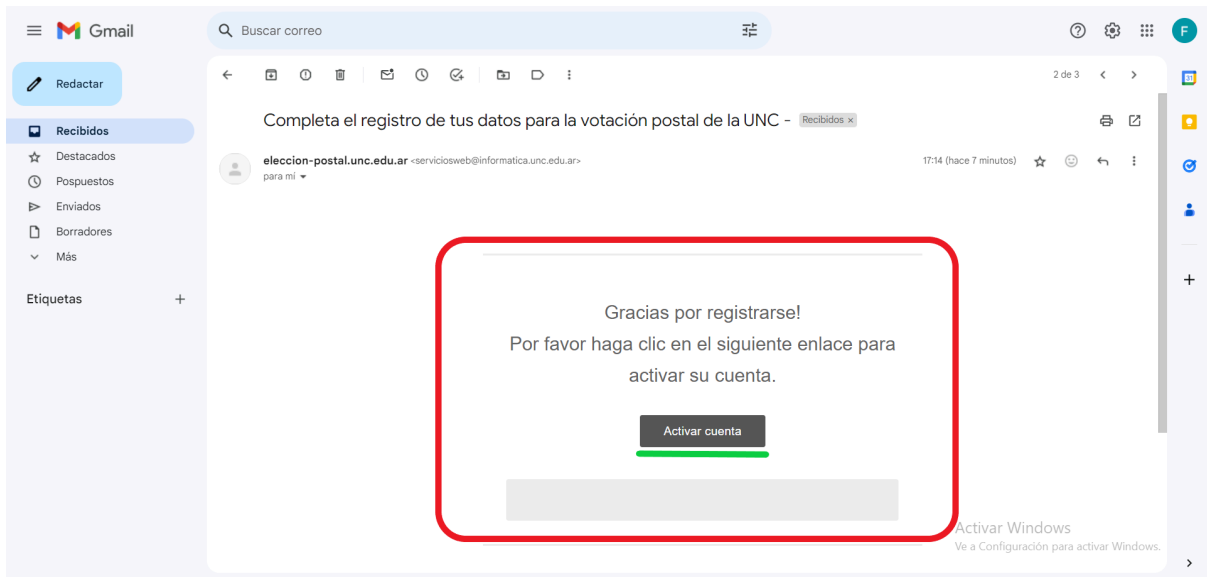 Gmail
Buscar correo
F
Redactar
2 de 3
31
Recibidos
Destacados
Pospuestos
Enviados
Borradores
Más
Etiquetas
Completa el registro de tus datos para la votación postal de la UNC - Recibidos x
eleccion-postal.unc.edu.ar <serviciosweb@informatica.unc.edu.ar>
17:14 (hace 7 minutos)
para mí
Gracias por registrarse!
Por favor haga clic en el siguiente enlace para
activar su cuenta.
Activar cuenta
Activar Windows
Ve a Configuración para activar Windows.